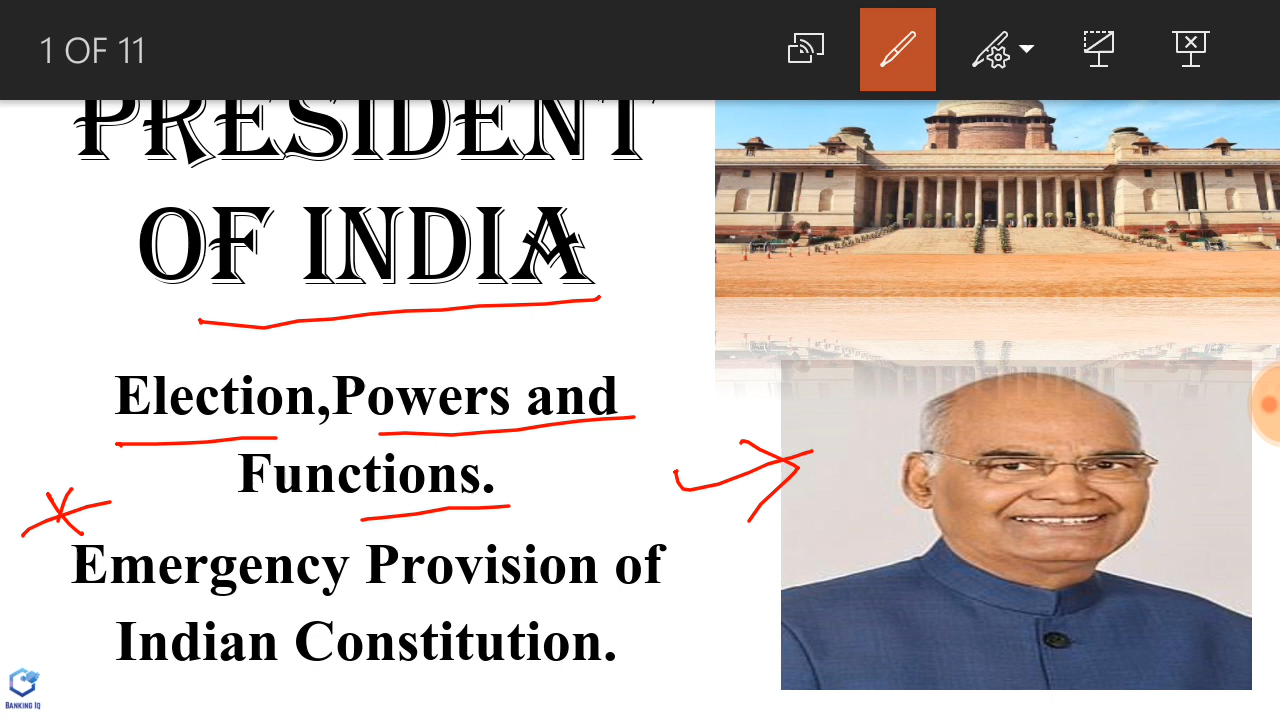 1 OF 11
PRESIDENT
OF INDIA
Election,Powers and
Functions.
Emergency Provision of
Indian Constitution.
BANKING IQ